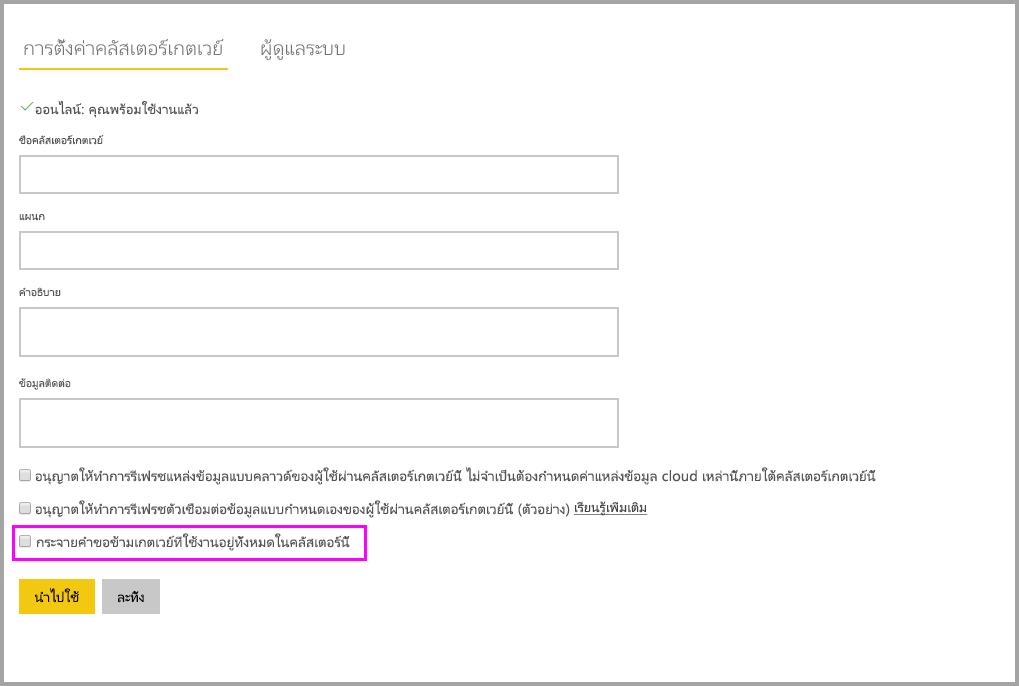 การตั้งค่าคลัสเตอร์เกตเวย์ ผู้ดูแลระบบ
ออนไลน์: คุณพร้อมใช้งานแล้ว
ชื่อคลัสเตอร์เกตเวย์
แผนก
คำอธิบาย
ข้อมูลติดต่อ
อนุญาตให้ทำการรีเฟรชแหล่งข้อมูลแบบคลาวด์ของผู้ใช้ผ่านคลัสเตอร์เกตเวย์นี้ ไม่จำเป็นต้องกำหนดค่าแหล่งข้อมูล cloud เหล่านี้ภายใต้คลัสเตอร์เกตเวย์นี้
อนุญาตให้ทำการรีเฟรชตัวเชื่อมต่อข้อมูลแบบกำหนดเองของผู้ใช้ผ่านคลัสเตอร์เกตเวย์นี้ (ตัวอย่าง) เรียนรู้เพิ่มเติม
กระจายคำขอข้ามเกตเวย์ที่ใช้งานอยู่ทั้งหมดในคลัสเตอร์นี้
นำไปใช้ ละทิ้ง